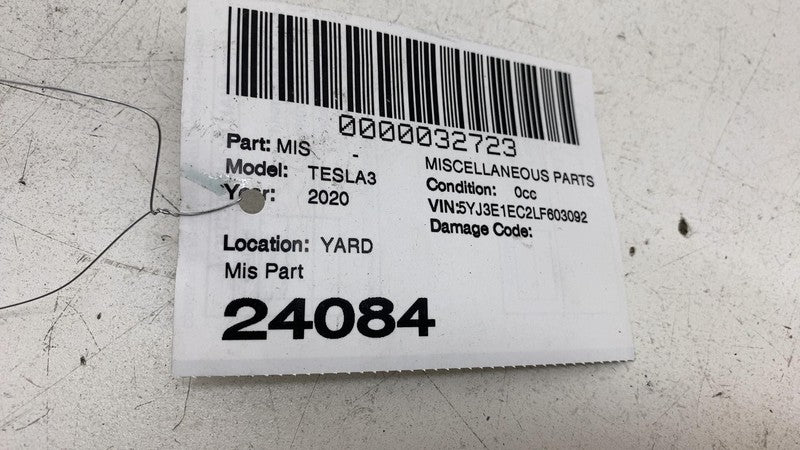 0000032723
Part: MIS -
MISCELLANEOUS PARTS
Model: TESLA3
Condition: 0cc
Year: 2020
VIN:5YJ3E1EC2LF603092
Damage Code:
Location: YARD
Mis Part
24084